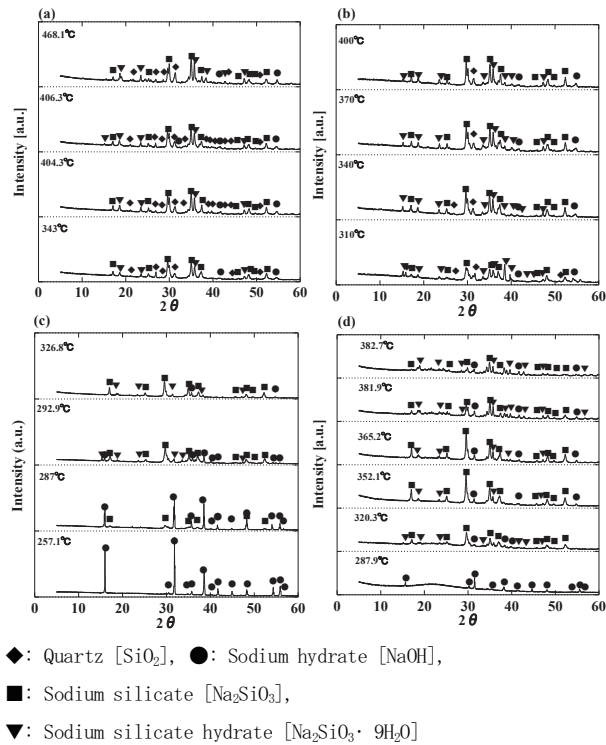 (a)
468.1℃
406.3℃
404.3℃
343℃
Intensity [a.u.]
0 10 20 30 40 50 60
2θ
(b)
400℃
370℃
340℃
310℃
Intensity [a.u.]
0 10 20 30 40 50 60
2θ
(c)
326.8℃
292.9℃
287℃
257.1℃
Intensity (a.u.)
0 10 20 30 40 50 60
2θ
(d)
382.7℃
381.9℃
365.2℃
352.1℃
320.3℃
287.9℃
Intensity [a.u.]
0 10 20 30 40 50 60
2θ
◆: Quartz [SiO₂], ●: Sodium hydrate [NaOH],
■: Sodium silicate [Na₂SiO₃],
▼: Sodium silicate hydrate [Na₂SiO₃· 9H₂O]